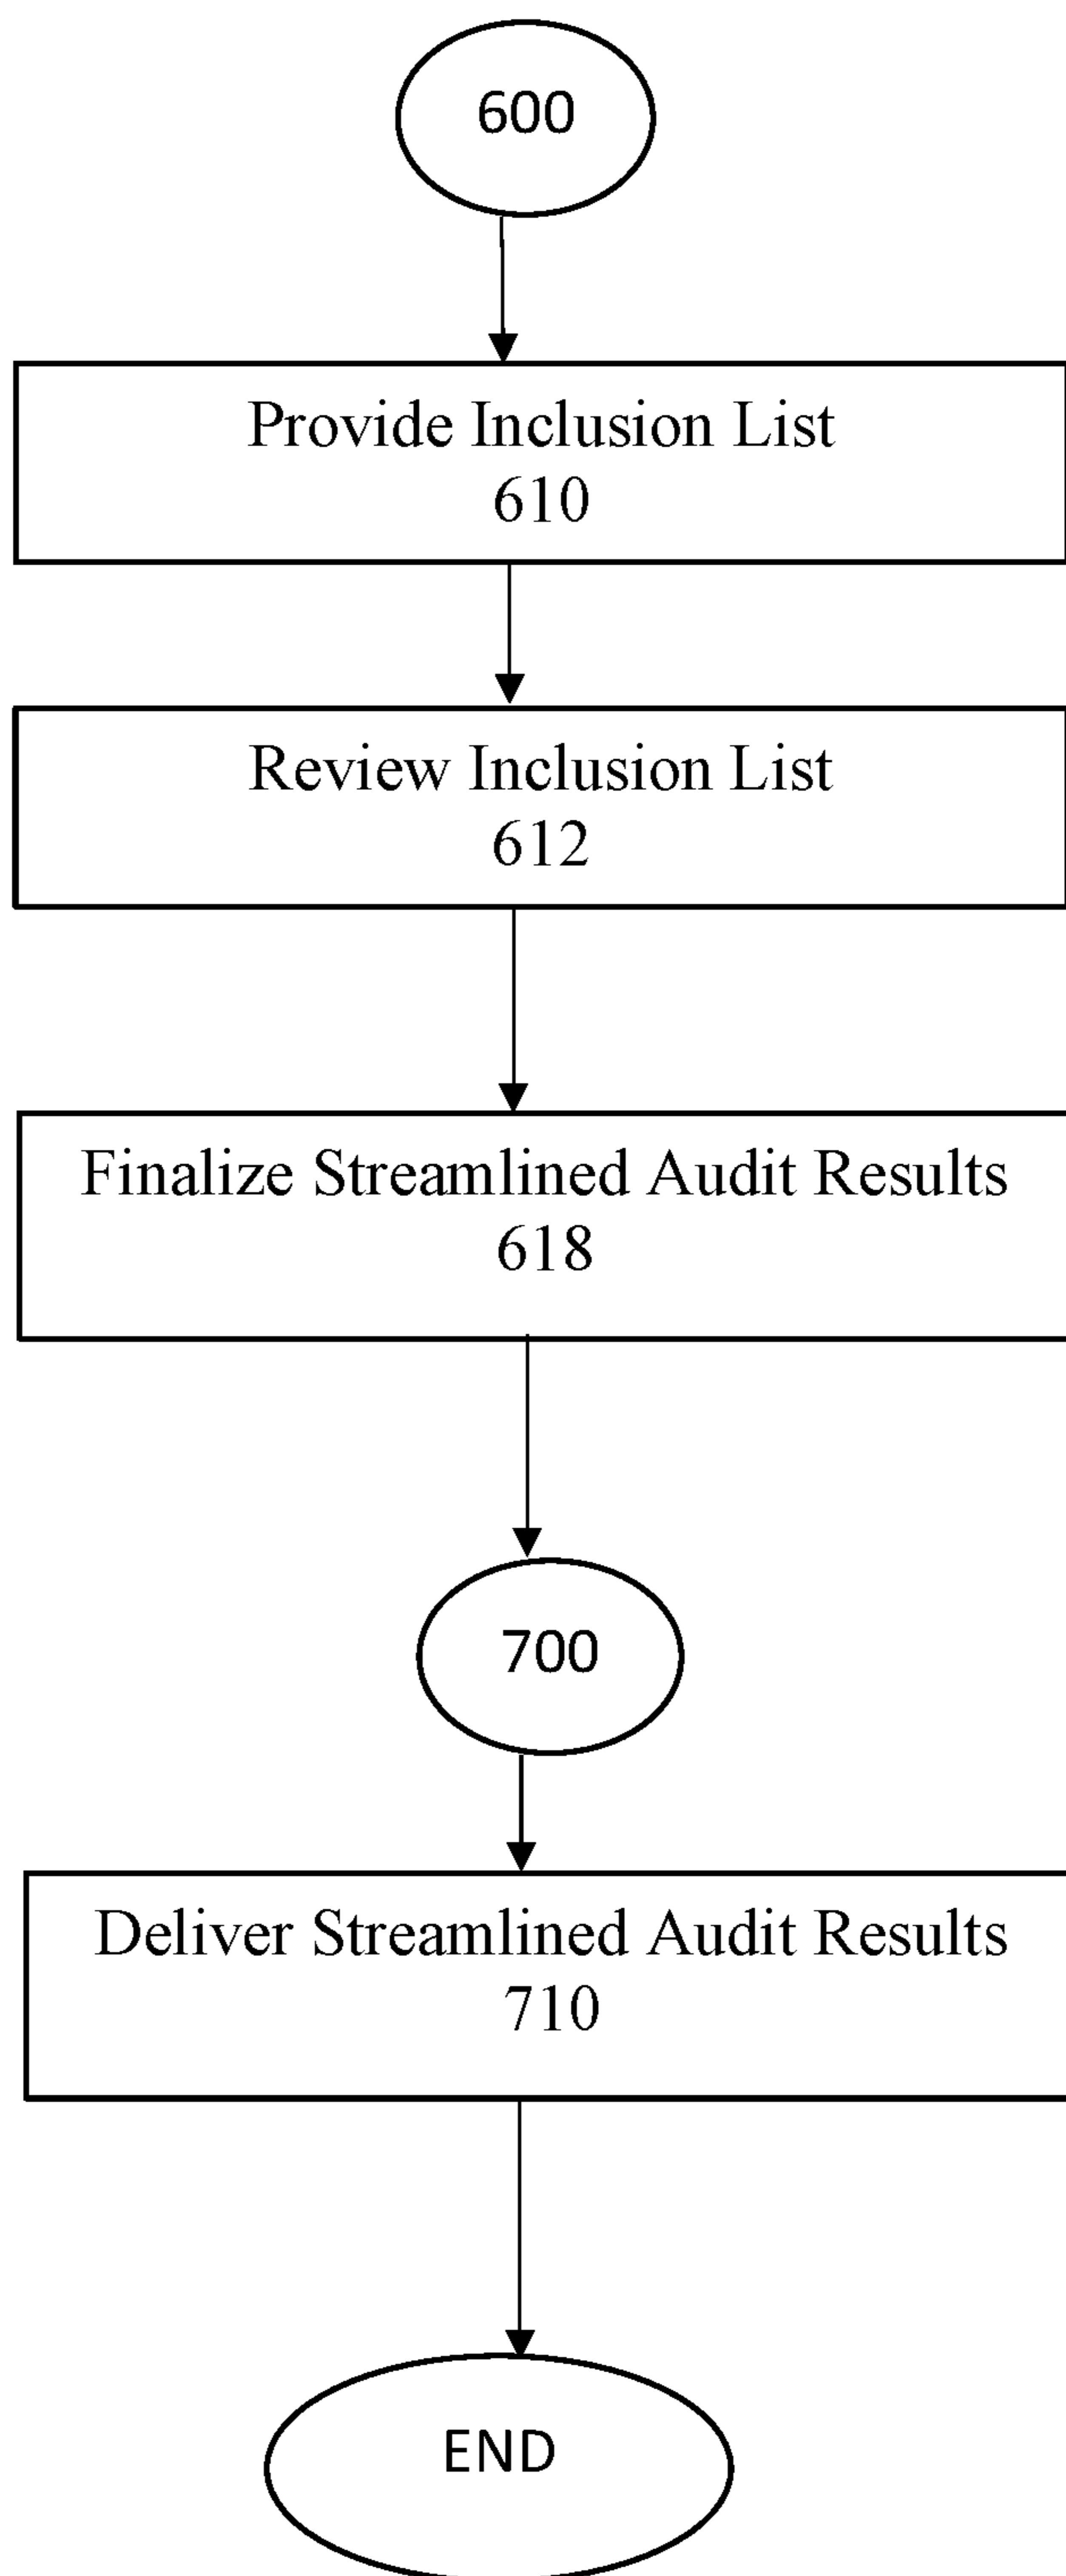 600
Provide Inclusion List
610
Review Inclusion List
612
Finalize Streamlined Audit Results
618
700
Deliver Streamlined Audit Results
710
END